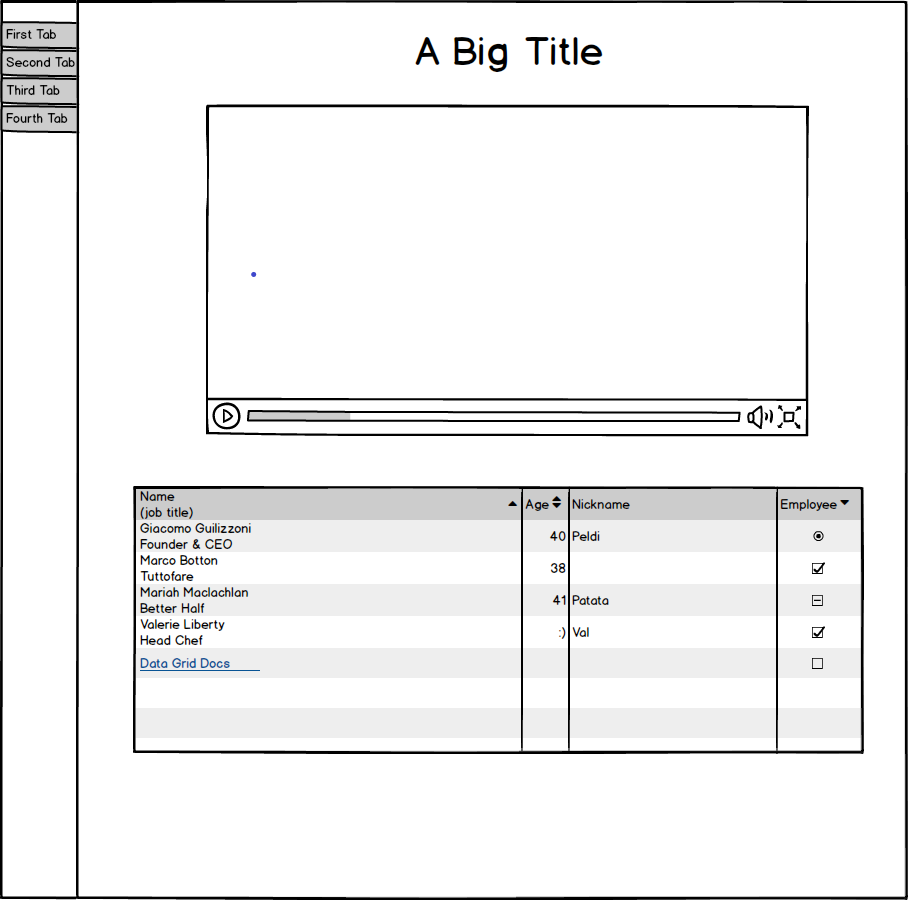 First Tab
Second Tab
Third Tab
Fourth Tab
A Big Title
Name
(job title)
Age
Nickname
Employee
Giacomo Guilizzoni
Founder & CEO
40
Peldi
Marco Botton
Tuttofare
38
Mariah Maclachlan
Better Half
41
Patata
Valerie Liberty
Head Chef
:)
Val
Data Grid Docs